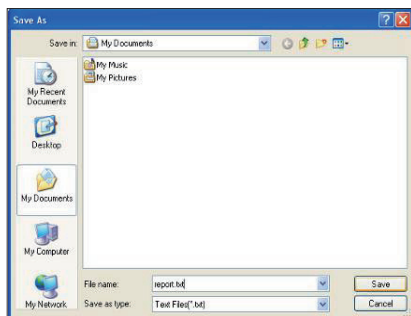 Save As
Save in: My Documents
My Music
My Pictures
My Recent
Documents
Desktop
My Documents
My Computer
My Network
File name: report.txt
Save
Save as type: Text Files(*.txt)
Cancel